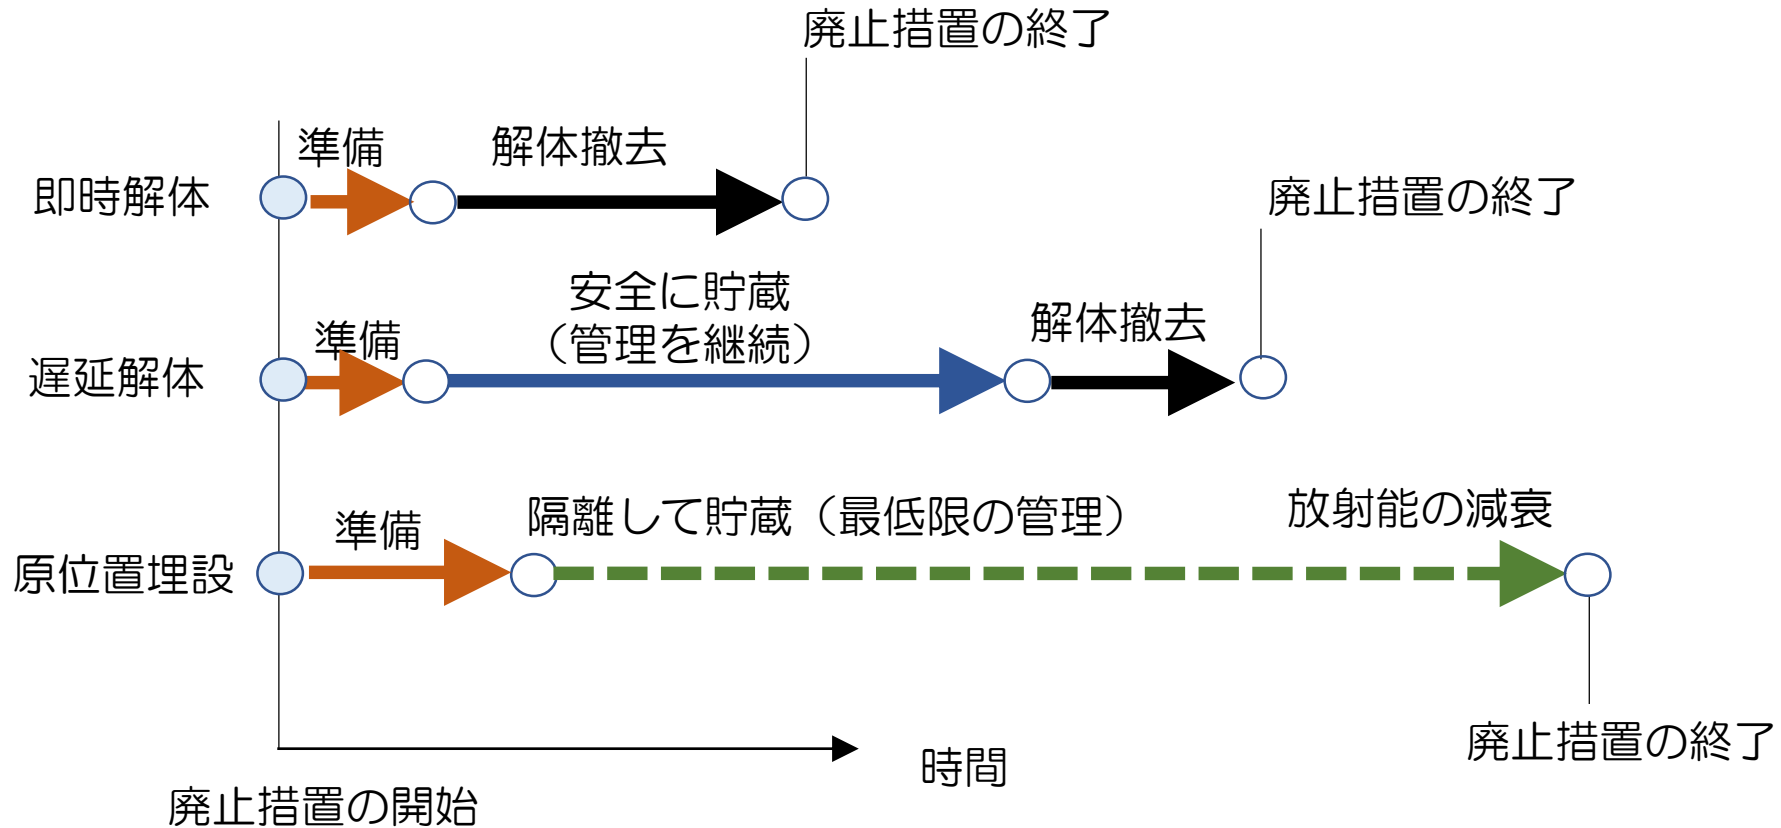 廃止措置の終了
準備
解体撤去
即時解体
廃止措置の終了
安全に貯蔵
（管理を継続）
準備
解体撤去
遅延解体
隔離して貯蔵（最低限の管理）
放射能の減衰
準備
原位置埋設
廃止措置の終了
時間
廃止措置の開始